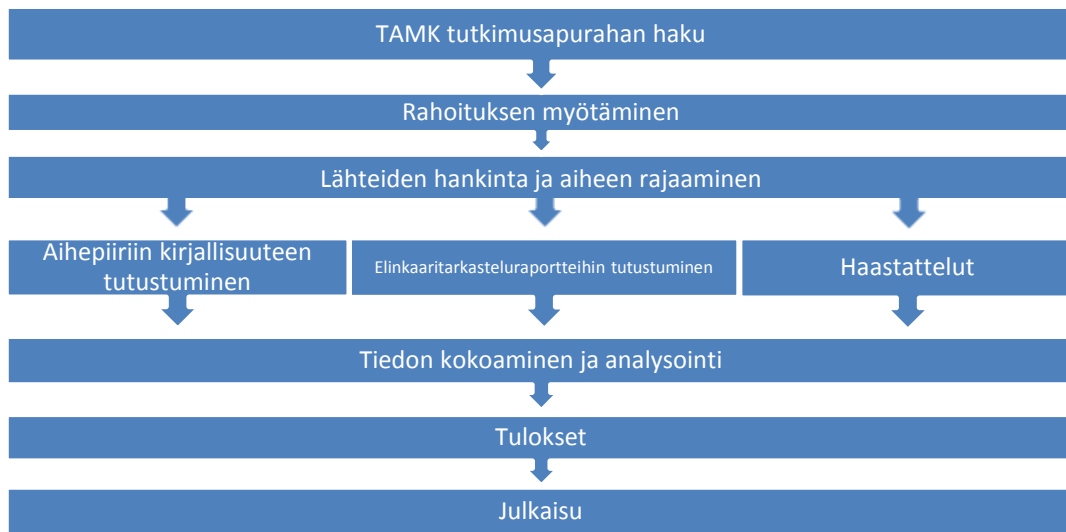 TAMK tutkimusapurahan haku
Rahoituksen myötäminen
Lähteiden hankinta ja aiheen rajaaminen
Aihepiiriin kirjallisuuteen
tutustuminen
Elinkaaritarkasteluraportteihin tutustuminen
Haastattelut
Tiedon kokoaminen ja analysointi
Tulokset
Julkaisu